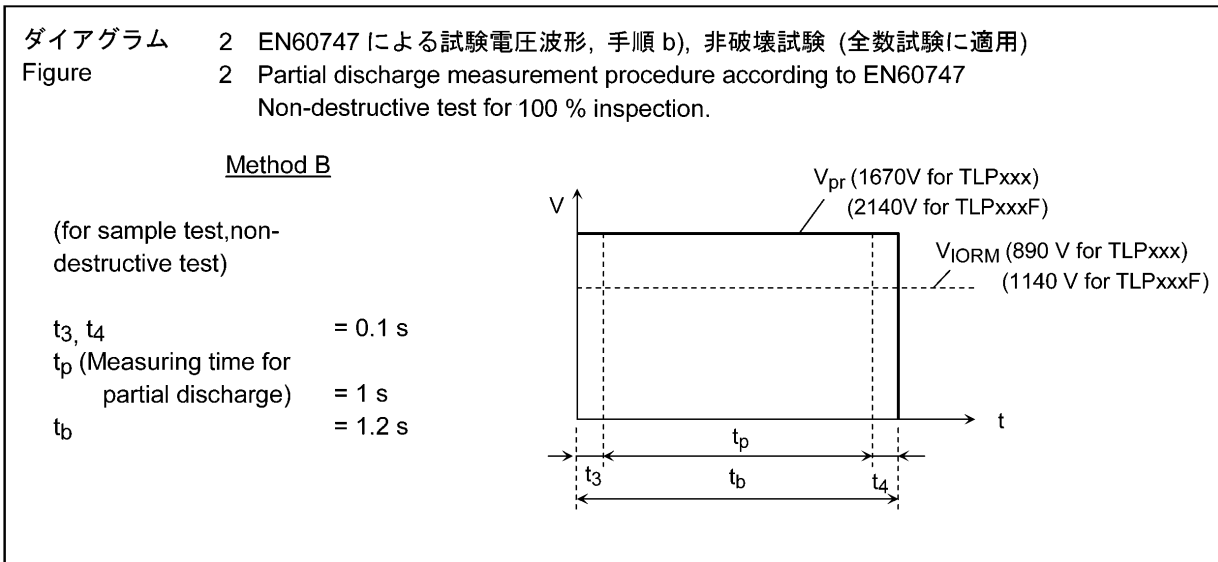 ダイアグラム 2 EN60747 による試験電圧波形, 手順 b), 非破壊試験 (全数試験に適用)
Figure 2 Partial discharge measurement procedure according to EN60747
Non-destructive test for 100 % inspection.
Method B
(for sample test,non-
destructive test)
t3, t4 = 0.1 s
tp (Measuring time for
partial discharge) = 1 s
tb = 1.2 s
V
Vpr (1670V for TLPxxx)
(2140V for TLPxxxF)
VIORM (890 V for TLPxxx)
(1140 V for TLPxxxF)
t
tp
t3
tb
t4